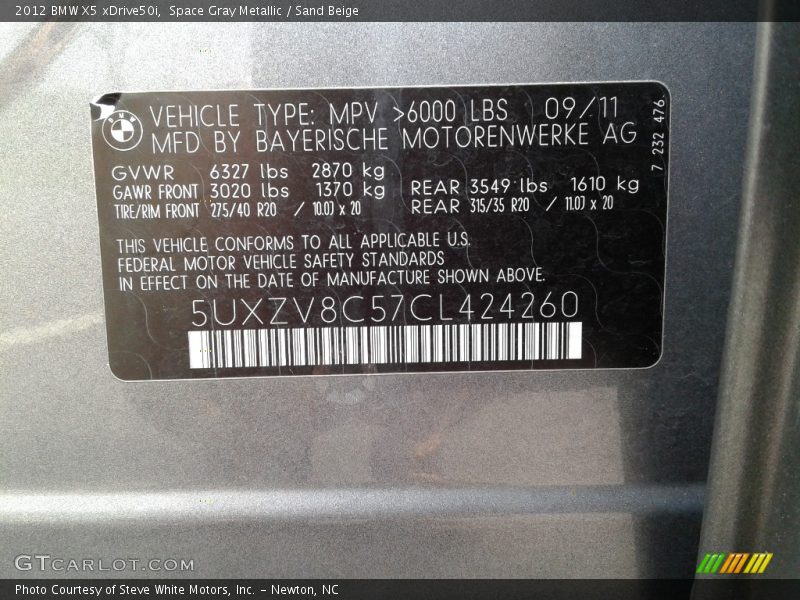 2012 BMW X5 xDrive50i, Space Gray Metallic / Sand Beige
BMW
VEHICLE TYPE: MPV >6000 LBS 09/11
MFD BY BAYERISCHE MOTORENWERKE AG
7 232 476
GVWR 6327 lbs 2870 kg
GAWR FRONT 3020 lbs 1370 kg REAR 3549 lbs 1610 kg
TIRE/RIM FRONT 275/40 R20 / 10.0J x 20 REAR 315/35 R20 / 11.0J x 20
THIS VEHICLE CONFORMS TO ALL APPLICABLE U.S.
FEDERAL MOTOR VEHICLE SAFETY STANDARDS
IN EFFECT ON THE DATE OF MANUFACTURE SHOWN ABOVE.
5UXZV8C57CL424260
GTCARLOT.COM
Photo Courtesy of Steve White Motors, Inc. – Newton, NC